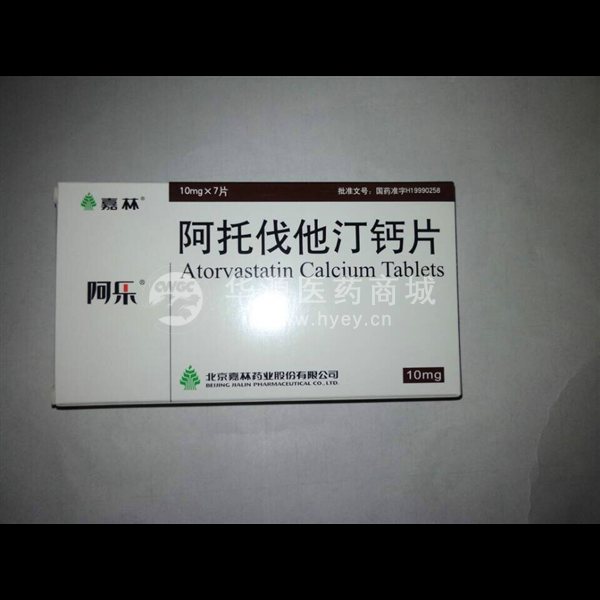 10mg×7片
批准文号：国药准字H19990258
嘉林®
阿托伐他汀钙片
Atorvastatin Calcium Tablets
阿乐®
CWGC 华源医药商城
www.hyey.cn
北京嘉林药业股份有限公司
BEIJING JIALIN PHARMACEUTICAL CO., LTD.
10mg